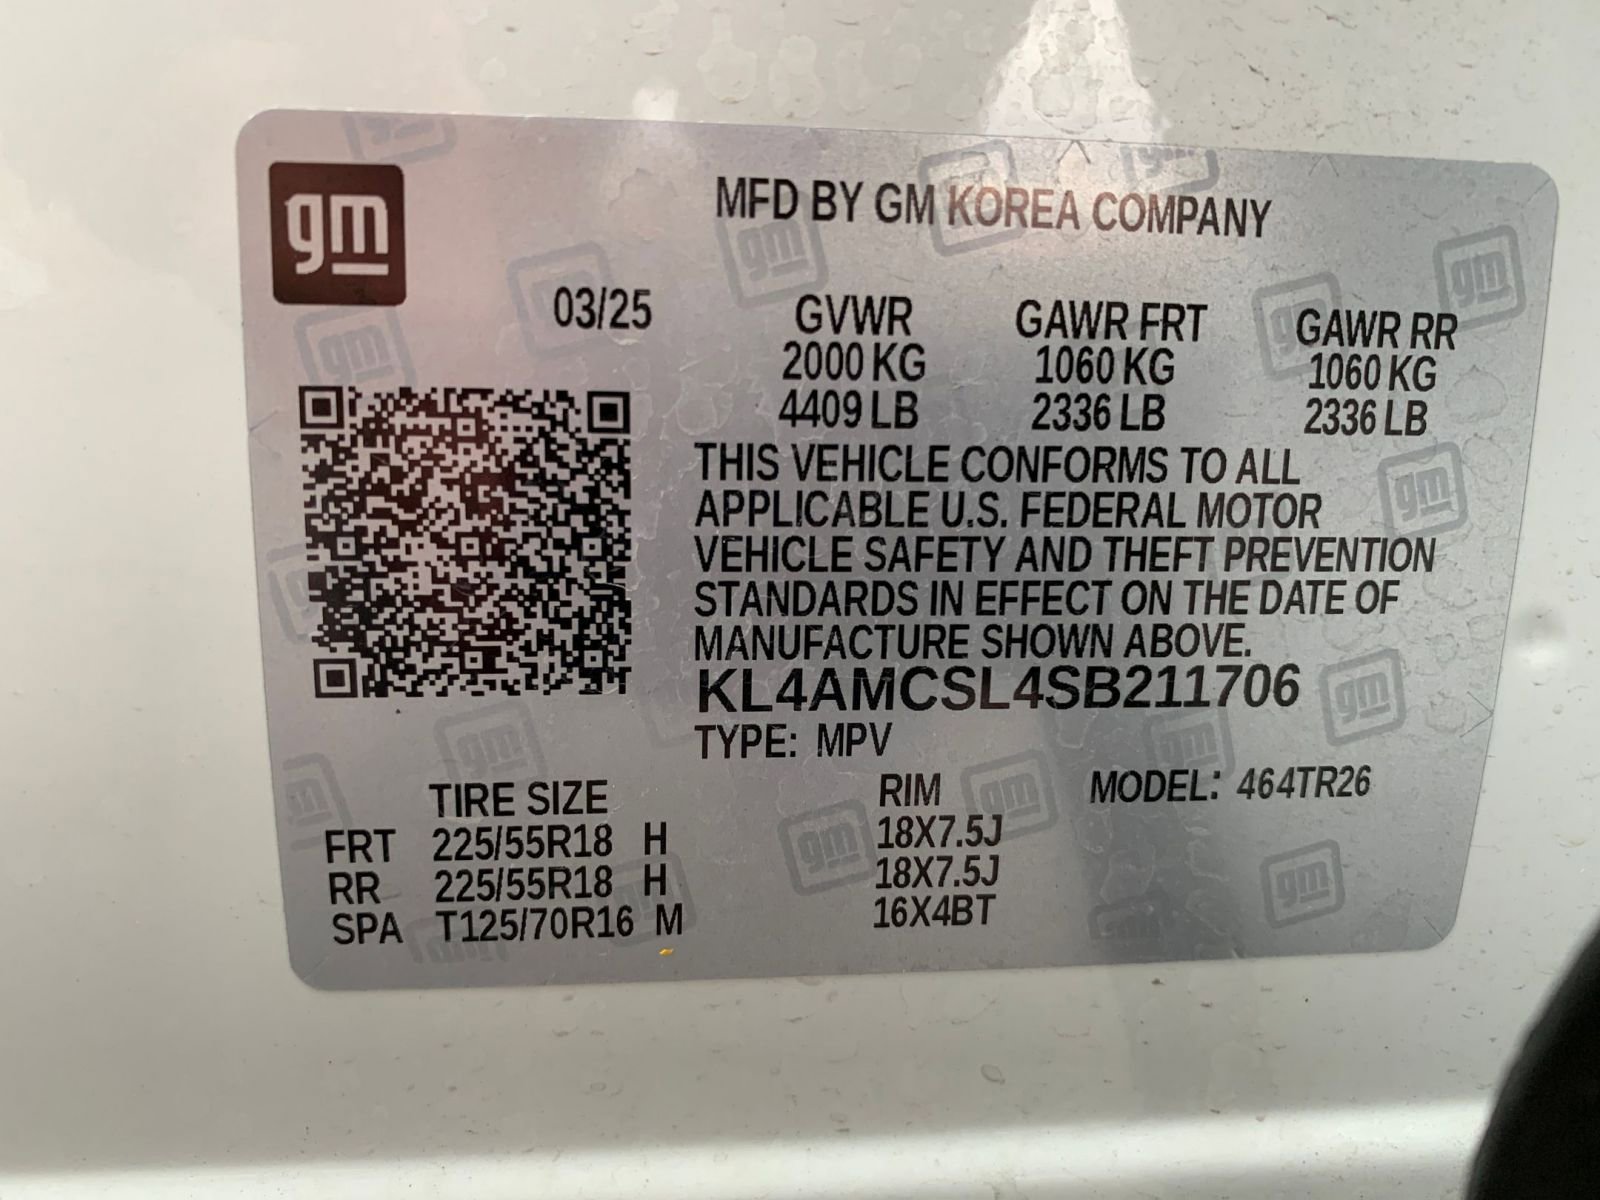 gm
MFD BY GM KOREA COMPANY
03/25 GVWR GAWR FRT GAWR RR
2000 KG 1060 KG 1060 KG
4409 LB 2336 LB 2336 LB
THIS VEHICLE CONFORMS TO ALL
APPLICABLE U.S. FEDERAL MOTOR
VEHICLE SAFETY AND THEFT PREVENTION
STANDARDS IN EFFECT ON THE DATE OF
MANUFACTURE SHOWN ABOVE.
KL4AMCSL4SB211706
TYPE: MPV
TIRE SIZE RIM MODEL: 464TR26
FRT 225/55R18 H 18X7.5J
RR 225/55R18 H 18X7.5J
SPA T125/70R16 M 16X4BT